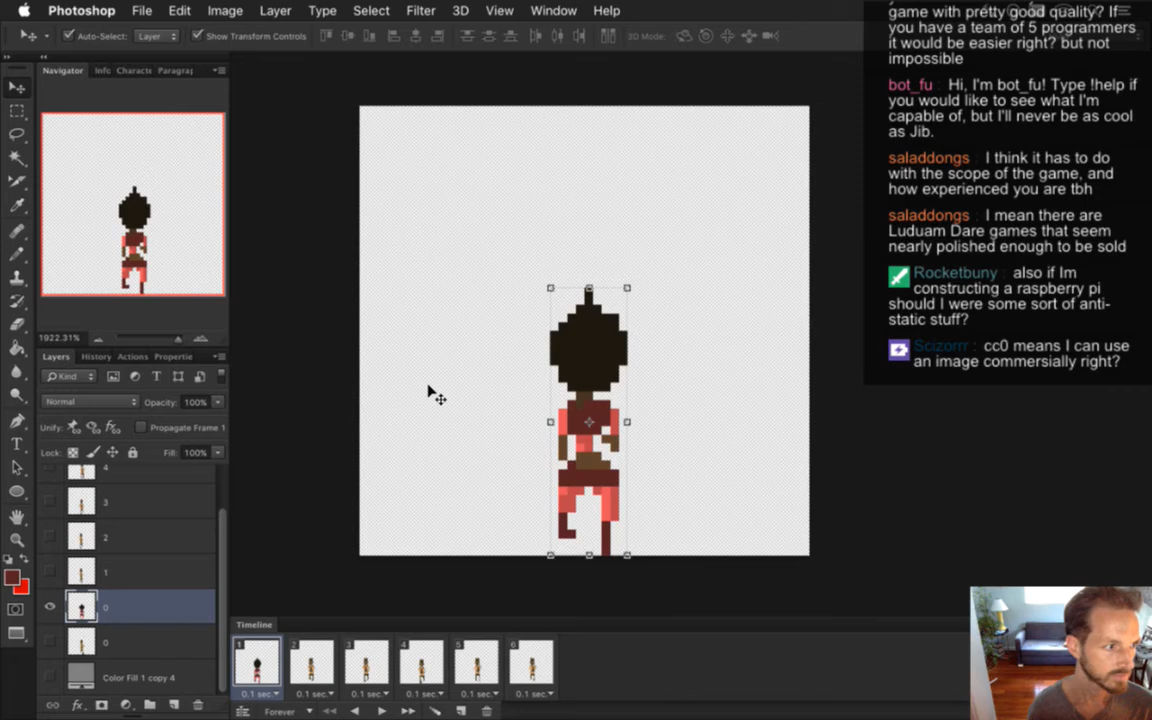 Photoshop File Edit Image Layer Type Select Filter 3D View Window Help
Auto-Select: Layer Show Transform Controls 3D Mode:
Navigator Info Charact Paragra
1922.31%
Layers History Actions Propertie
Kind
Normal Opacity: 100%
Unify: Propagate Frame 1
Lock: Fill: 100%
4
3
2
1
0
0
Color Fill 1 copy 4
game with pretty good quality? If
you have a team of 5 programmers
it would be easier right? but not
impossible
bot_fu Hi, I'm bot_fu! Type !help if
you would like to see what I'm
capable of, but I'll never be as cool
as Jib.
saladdongs I think it has to do
with the scope of the game, and
how experienced you are tbh
saladdongs I mean there are
Luduam Dare games that seem
nearly polished enough to be sold
Rocketbuny also if Im
constructing a raspberry pi
should I were some sort of anti-
static stuff?
Scizorrr cc0 means I can use
an image commersially right?
Timeline
1 2 3 4 5 6
0.1 sec. 0.1 sec. 0.1 sec. 0.1 sec. 0.1 sec. 0.1 sec.
Forever